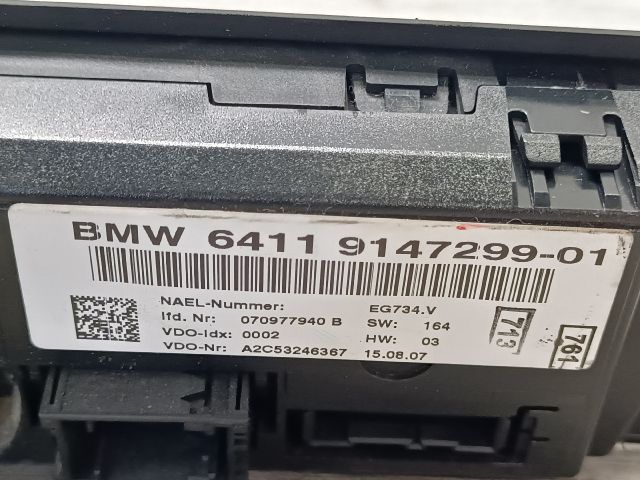 BMW 6411 9147299-01
NAEL-Nummer: EG734.V
lfd. Nr: 070977940 B SW: 164
VDO-Idx: 0002 HW: 03
VDO-Nr: A2C53246367 15.08.07
713
761